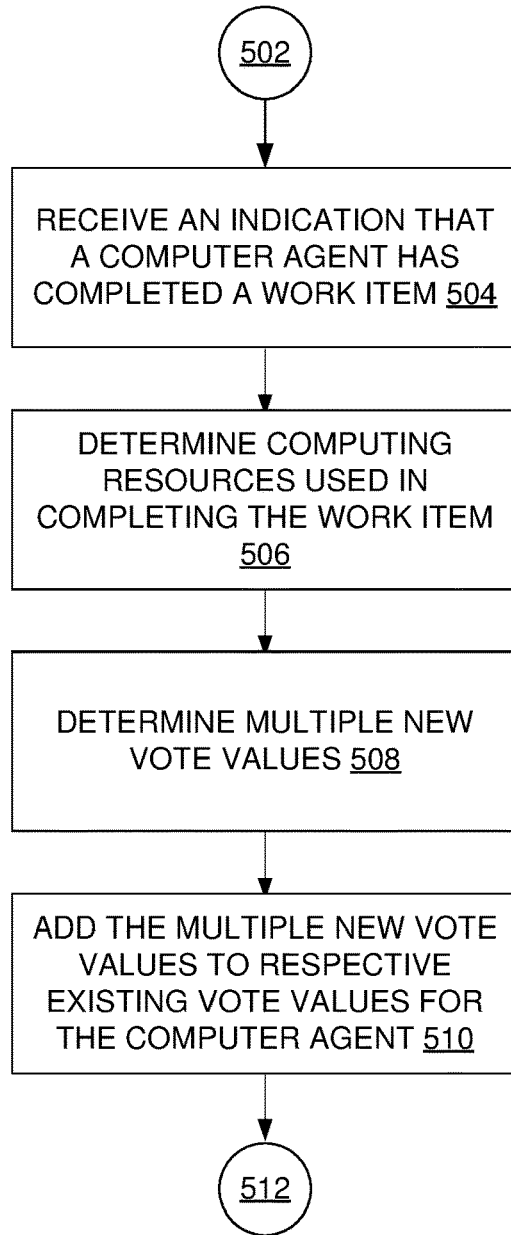 502
RECEIVE AN INDICATION THAT
A COMPUTER AGENT HAS
COMPLETED A WORK ITEM 504
DETERMINE COMPUTING
RESOURCES USED IN
COMPLETING THE WORK ITEM
506
DETERMINE MULTIPLE NEW
VOTE VALUES 508
ADD THE MULTIPLE NEW VOTE
VALUES TO RESPECTIVE
EXISTING VOTE VALUES FOR
THE COMPUTER AGENT 510
512